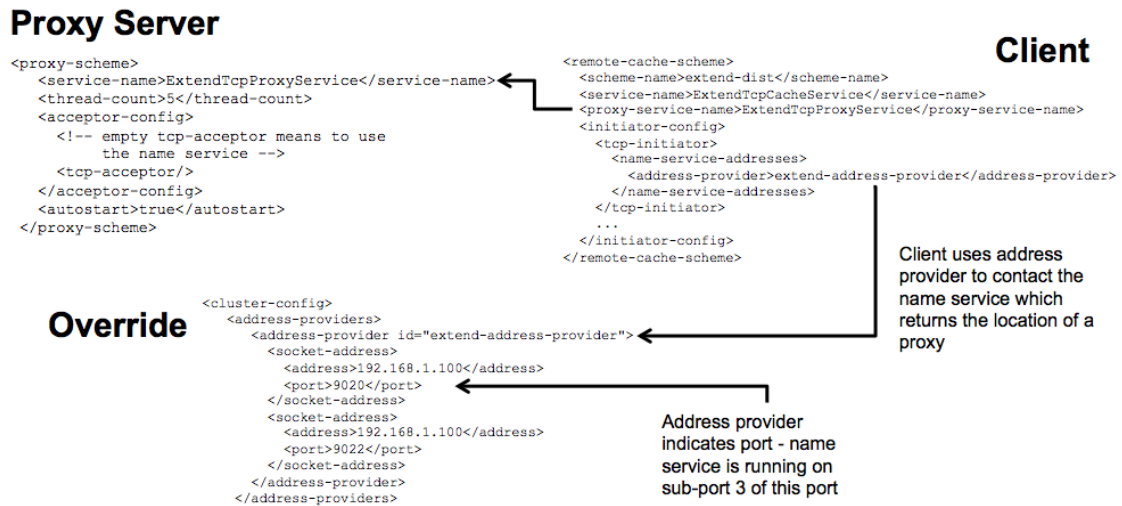 Proxy Server
<proxy-scheme>
<service-name>ExtendTcpProxyService</service-name>
<thread-count>5</thread-count>
<acceptor-config>
<!-- empty tcp-acceptor means to use
the name service -->
<tcp-acceptor/>
</acceptor-config>
<autostart>true</autostart>
</proxy-scheme>
Client
<remote-cache-scheme>
<scheme-name>extend-dist</scheme-name>
<service-name>ExtendTcpCacheService</service-name>
<proxy-service-name>ExtendTcpProxyService</proxy-service-name>
<initiator-config>
<tcp-initiator>
<name-service-addresses>
<address-provider>extend-address-provider</address-provider>
</name-service-addresses>
</tcp-initiator>
...
</initiator-config>
</remote-cache-scheme>
Client uses address
provider to contact the
name service which
returns the location of a
proxy
Override
<cluster-config>
<address-providers>
<address-provider id="extend-address-provider">
<socket-address>
<address>192.168.1.100</address>
<port>9020</port>
</socket-address>
<socket-address>
<address>192.168.1.100</address>
<port>9022</port>
</socket-address>
</address-provider>
</address-providers>
Address provider
indicates port - name
service is running on
sub-port 3 of this port